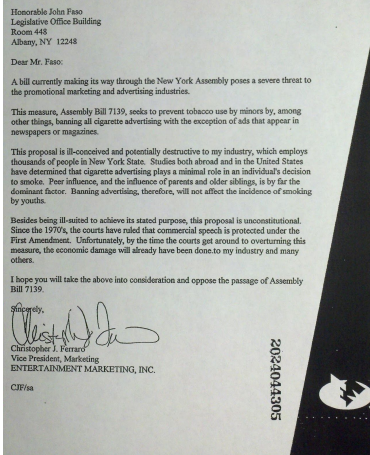 Honorable John Faso
Legislative Office Building
Room 448
Albany, NY 12248
Dear Mr. Faso:
A bill currently making its way through the New York Assembly poses a severe threat to
the promotional marketing and advertising industries.
This measure, Assembly Bill 7139, seeks to prevent tobacco use by minors by, among
other things, banning all cigarette advertising with the exception of ads that appear in
newspapers or magazines.
This proposal is ill-conceived and potentially destructive to my industry, which employs
thousands of people in New York State. Studies both abroad and in the United States
have determined that cigarette advertising plays a minimal role in an individual's decision
to smoke. Peer influence, and the influence of parents and older siblings, is by far the
dominant factor. Banning advertising, therefore, will not affect the incidence of smoking
by youths.
Besides being ill-suited to achieve its stated purpose, this proposal is unconstitutional.
Since the 1970's, the courts have ruled that commercial speech is protected under the
First Amendment. Unfortunately, by the time the courts get around to overturning this
measure, the economic damage will already have been done to my industry and many
others.
I hope you will take the above into consideration and oppose the passage of Assembly
Bill 7139.
Sincerely,
Christopher J. Ferrard
Vice President, Marketing
ENTERTAINMENT MARKETING, INC.
CJF/sa
2024044305